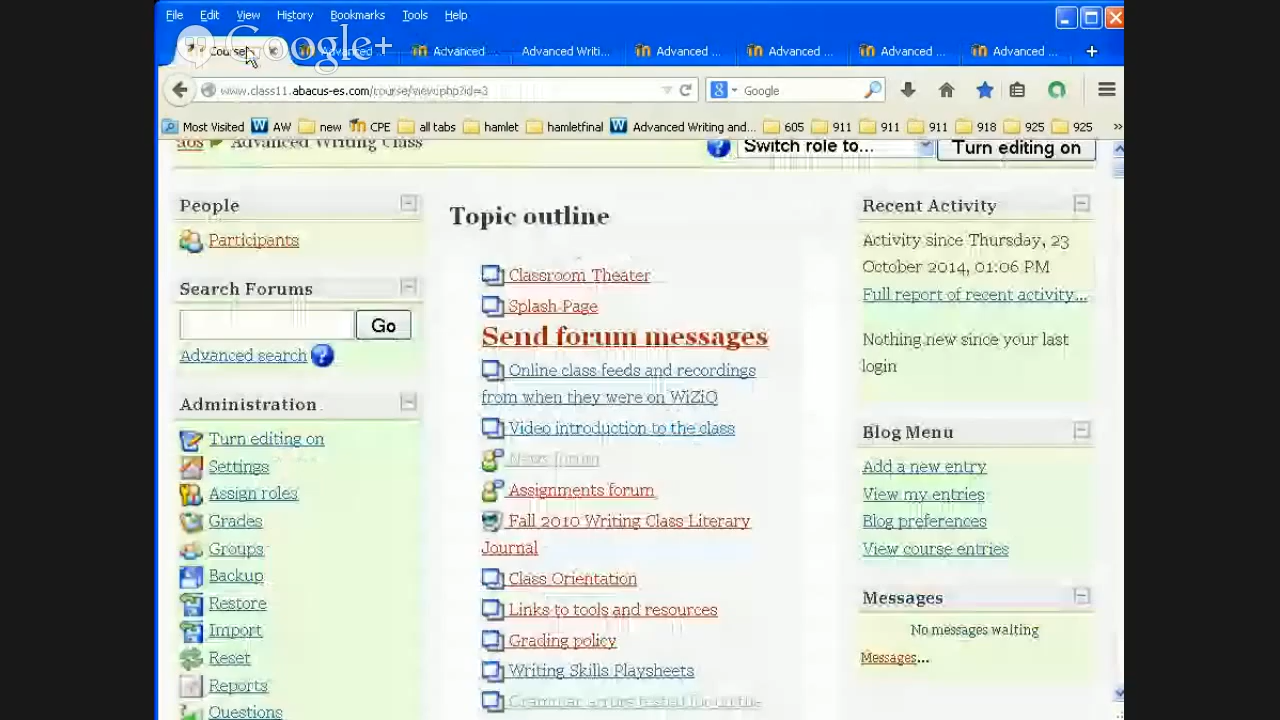 File Edit View History Bookmarks Tools Help
Google+
Course
Advanced ...
Advanced Writi...
Advanced ...
Advanced ...
Advanced ...
Advanced ...
+
www.class11.abacus-es.com/course/view.php?id=3
Google
Most Visited AW new CPE all tabs hamlet hamletfinal Advanced Writing and... 605 911 911 911 918 925 925 »
aos Advanced Writing Class
Switch role to...
Turn editing on
People
Participants
Search Forums
Go
Advanced search
Administration
Turn editing on
Settings
Assign roles
Grades
Groups
Backup
Restore
Import
Reset
Reports
Questions
Topic outline
Classroom Theater
Splash Page
Send forum messages
Online class feeds and recordings
from when they were on WiZiQ
Video introduction to the class
News forum
Assignments forum
Fall 2010 Writing Class Literary
Journal
Class Orientation
Links to tools and resources
Grading policy
Writing Skills Playsheets
Grammar errors tested
Recent Activity
Activity since Thursday, 23
October 2014, 01:06 PM
Full report of recent activity...
Nothing new since your last
login
Blog Menu
Add a new entry
View my entries
Blog preferences
View course entries
Messages
No messages waiting
Messages...